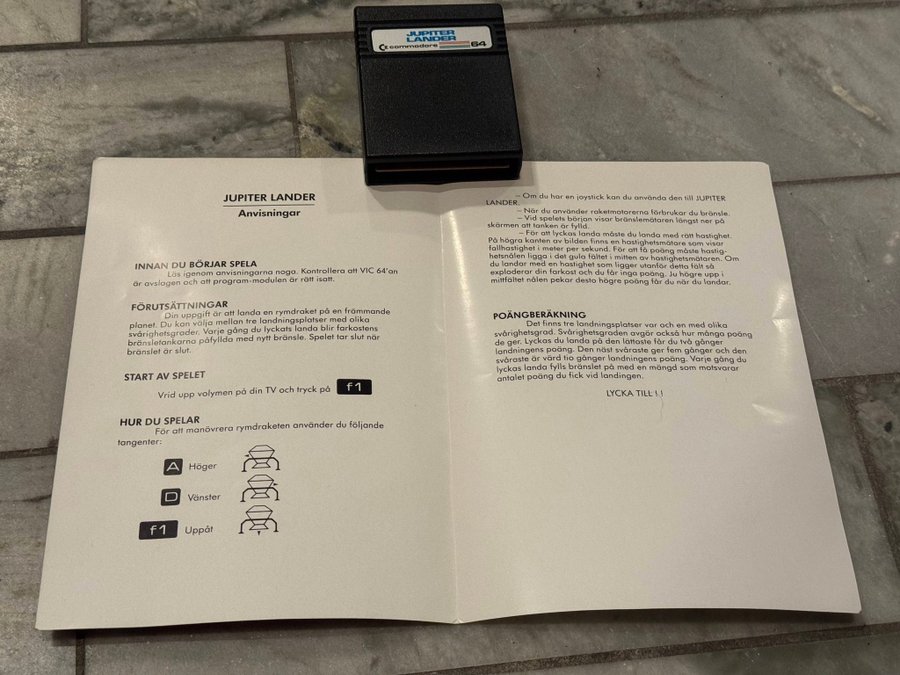 JUPITER
LANDER
commodore 64
JUPITER LANDER
Anvisningar
INNAN DU BÖRJAR SPELA
Läs igenom anvisningarna noga. Kontrollera att VIC 64'an
är avslagen och att program-modulen är rätt isatt.
FÖRUTSÄTTNINGAR
Din uppgift är att landa en rymdraket på en främmande
planet. Du kan välja mellan tre landningsplatser med olika
svårighetsgrader. Varje gång du lyckats landa blir farkostens
bränsletankarna påfyllda med nytt bränsle. Spelet tar slut när
bränslet är slut.
START AV SPELET
Vrid upp volymen på din TV och tryck på f1
HUR DU SPELAR
För att manövrera rymdraketen använder du följande
tangenter:
A Höger
D Vänster
f1 Uppåt
– Om du har en joystick kan du använda den till JUPITER
LANDER.
– När du använder raketmotorerna förbrukar du bränsle.
– Vid spelets början visar bränslemätaren längst ner på
skärmen att tanken är fylld.
– För att lyckas landa måste du landa med rätt hastighet.
På högra kanten av bilden finns en hastighetsmätare som visar
fallhastighet i meter per sekund. För att få poäng måste hastig-
hetsnålen ligga i det gula fältet i mitten av hastighetsmätaren. Om
du landar med en hastighet som ligger utanför detta fält så
exploderar din farkost och du får inga poäng. Ju högre upp i
mittfältet nålen pekar desto högre poäng får du när du landar.
POÄNGBERÄKNING
Det finns tre landningsplatser var och en med olika
svårighetsgrad. Svårighetsgraden avgör också hur många poäng
de ger. Lyckas du landa på den lättaste får du två gånger
landningens poäng. Den näst svåraste ger fem gånger och den
svåraste är värd tio gånger landningens poäng. Varje gång du
lyckas landa fylls bränslet på med en mängd som motsvarar
antalet poäng du fick vid landingen.
LYCKA TILL ! !